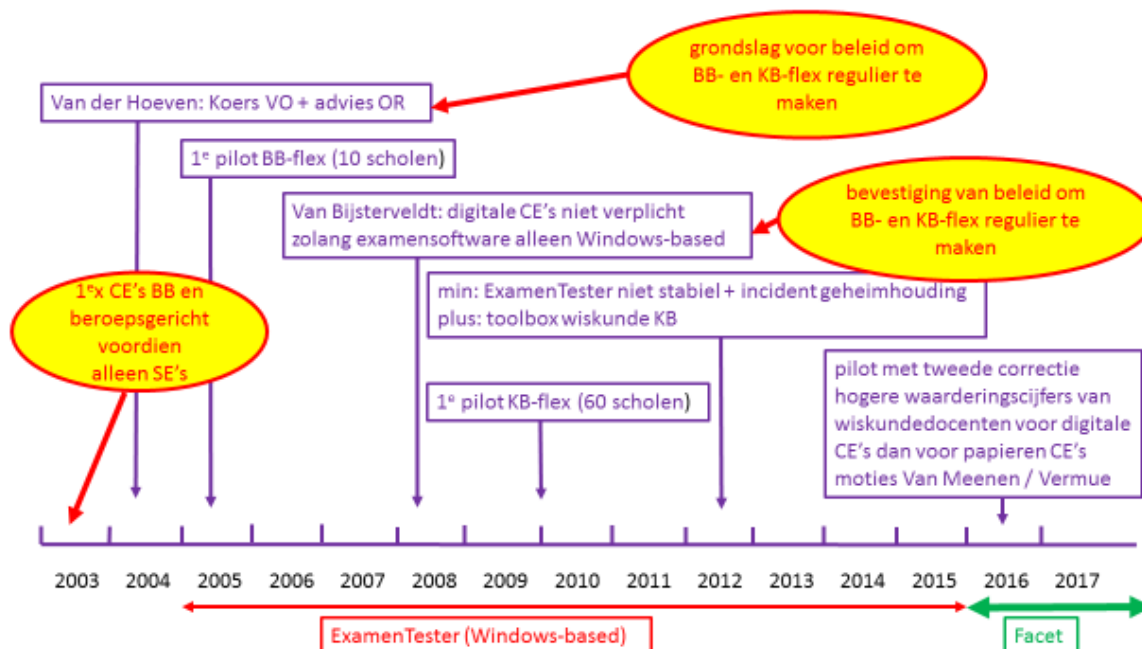 grondslag voor beleid om
BB- en KB-flex regulier te
maken
Van der Hoeven: Koers VO + advies OR
1e pilot BB-flex (10 scholen)
Van Bijsterveldt: digitale CE's niet verplicht
zolang examensoftware alleen Windows-based
bevestiging van beleid om
BB- en KB-flex regulier te
maken
1ex CE's BB en
beroepsgericht
voordien
alleen SE's
min: ExamenTester niet stabiel + incident geheimhouding
plus: toolbox wiskunde KB
1e pilot KB-flex (60 scholen)
pilot met tweede correctie
hogere waarderingscijfers van
wiskundedocenten voor digitale
CE's dan voor papieren CE's
moties Van Meenen / Vermue
2003 2004 2005 2006 2007 2008 2009 2010 2011 2012 2013 2014 2015 2016 2017
ExamenTester (Windows-based)
Facet